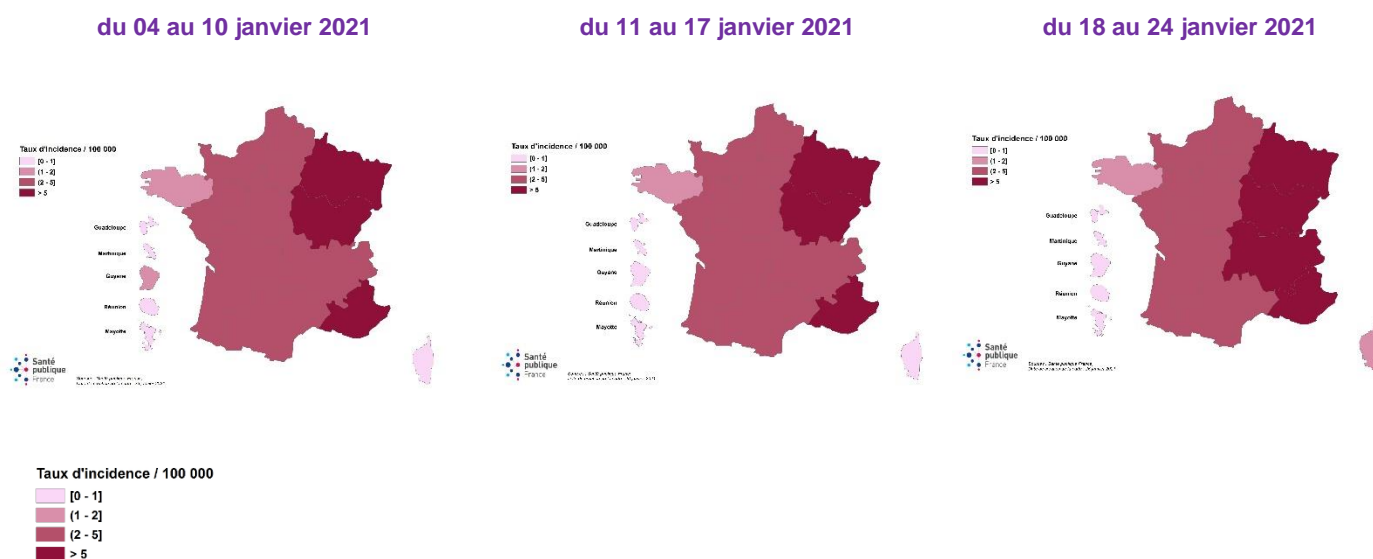 du 04 au 10 janvier 2021
du 11 au 17 janvier 2021
du 18 au 24 janvier 2021
Taux d'incidence / 100 000
[0 - 1]
(1 - 2]
(2 - 5]
> 5
Guadeloupe
Martinique
Guyane
Réunion
Mayotte
Santé
publique
France
Taux d'incidence / 100 000
[0 - 1]
(1 - 2]
(2 - 5]
> 5
Guadeloupe
Martinique
Guyane
Réunion
Mayotte
Santé
publique
France
Taux d'incidence / 100 000
[0 - 1]
(1 - 2]
(2 - 5]
> 5
Guadeloupe
Martinique
Guyane
Réunion
Mayotte
Santé
publique
France
Taux d'incidence / 100 000
[0 - 1]
(1 - 2]
(2 - 5]
> 5